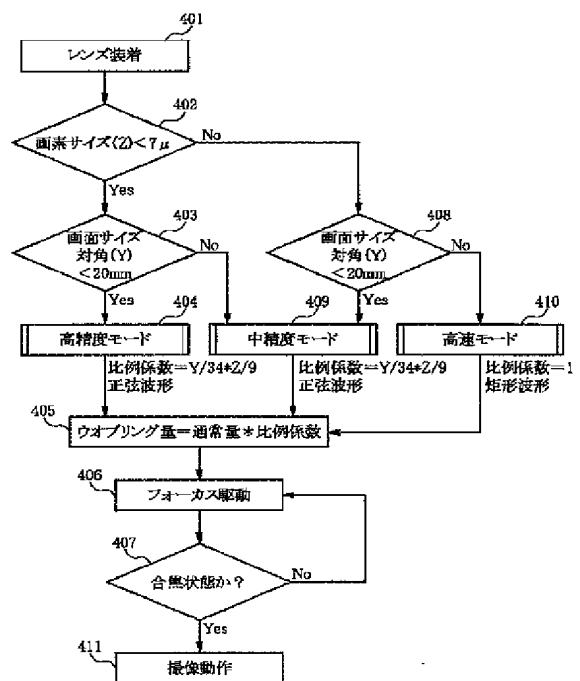 401
レンズ装着
402
画素サイズ(Z)<7μ
No
Yes
403
画面サイズ
対角(Y)
<20mm
No
Yes
408
画面サイズ
対角(Y)
<20mm
No
Yes
404
高精度モード
比例係数=Y/34*Z/9
正弦波形
409
中精度モード
比例係数=Y/34*Z/9
正弦波形
410
高速モード
比例係数=1
矩形波形
405
ウオブリング量=通常量*比例係数
406
フォーカス駆動
407
合焦状態か?
No
Yes
411
撮像動作